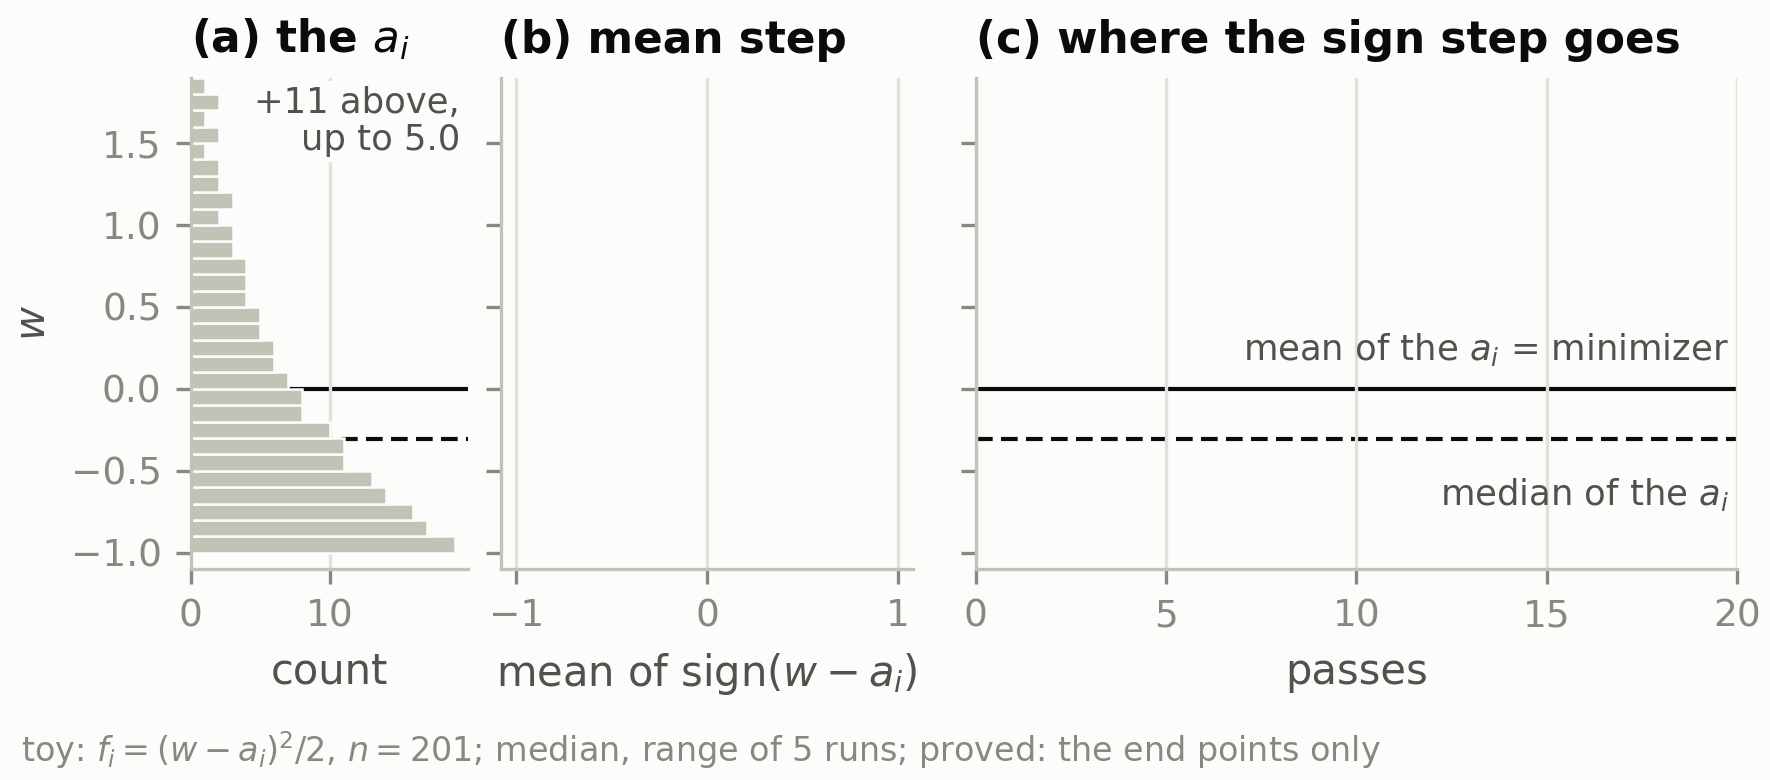 (a) the a_i
(b) mean step
(c) where the sign step goes
+11 above,
up to 5.0
1.5
1.0
0.5
0.0
−0.5
−1.0
w
mean of the a_i = minimizer
median of the a_i
0 10
−1 0 1
0 5 10 15 20
count
mean of sign(w − a_i)
passes
toy: f_i = (w − a_i)²/2, n = 201; median, range of 5 runs; proved: the end points only